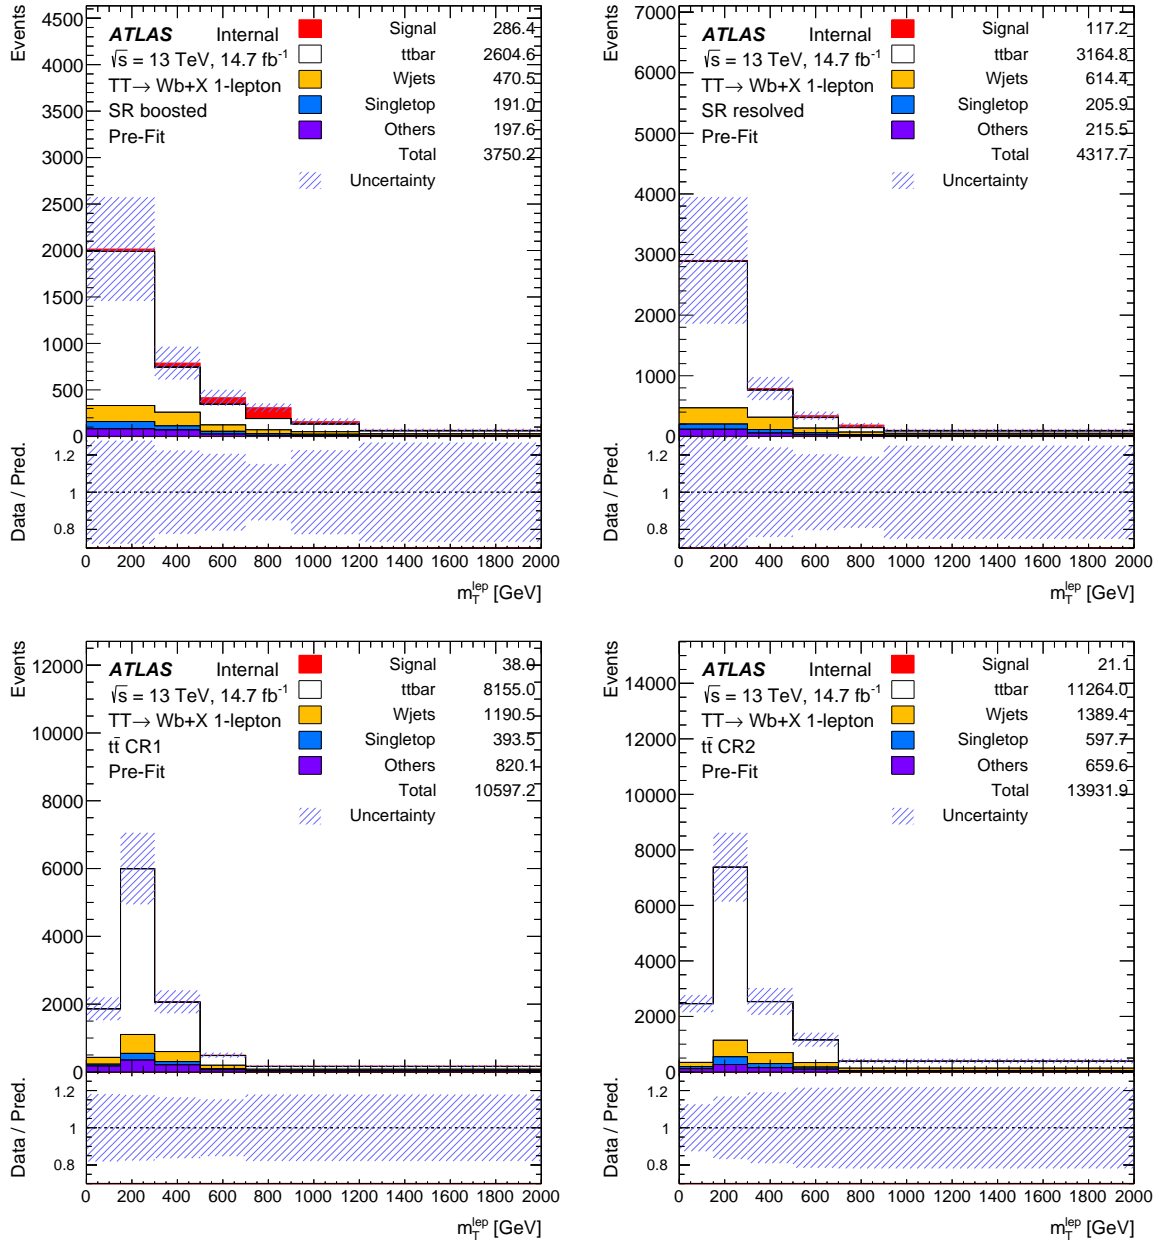 Events
4500
4000
3500
3000
2500
2000
1500
1000
500
0
ATLAS Internal
√s = 13 TeV, 14.7 fb-1
TT→ Wb+X 1-lepton
SR boosted
Pre-Fit
Signal 286.4
ttbar 2604.6
Wjets 470.5
Singletop 191.0
Others 197.6
Total 3750.2
Uncertainty
Data / Pred.
1.2
1
0.8
0 200 400 600 800 1000 1200 1400 1600 1800 2000
m_T^lep [GeV]
Events
7000
6000
5000
4000
3000
2000
1000
0
ATLAS Internal
√s = 13 TeV, 14.7 fb-1
TT→ Wb+X 1-lepton
SR resolved
Pre-Fit
Signal 117.2
ttbar 3164.8
Wjets 614.4
Singletop 205.9
Others 215.5
Total 4317.7
Uncertainty
Data / Pred.
1.2
1
0.8
0 200 400 600 800 1000 1200 1400 1600 1800 2000
m_T^lep [GeV]
Events
12000
10000
8000
6000
4000
2000
0
ATLAS Internal
√s = 13 TeV, 14.7 fb-1
TT→ Wb+X 1-lepton
tt̄ CR1
Pre-Fit
Signal 38.0
ttbar 8155.0
Wjets 1190.5
Singletop 393.5
Others 820.1
Total 10597.2
Uncertainty
Data / Pred.
1.2
1
0.8
0 200 400 600 800 1000 1200 1400 1600 1800 2000
m_T^lep [GeV]
Events
14000
12000
10000
8000
6000
4000
2000
0
ATLAS Internal
√s = 13 TeV, 14.7 fb-1
TT→ Wb+X 1-lepton
tt̄ CR2
Pre-Fit
Signal 21.1
ttbar 11264.0
Wjets 1389.4
Singletop 597.7
Others 659.6
Total 13931.9
Uncertainty
Data / Pred.
1.2
1
0.8
0 200 400 600 800 1000 1200 1400 1600 1800 2000
m_T^lep [GeV]